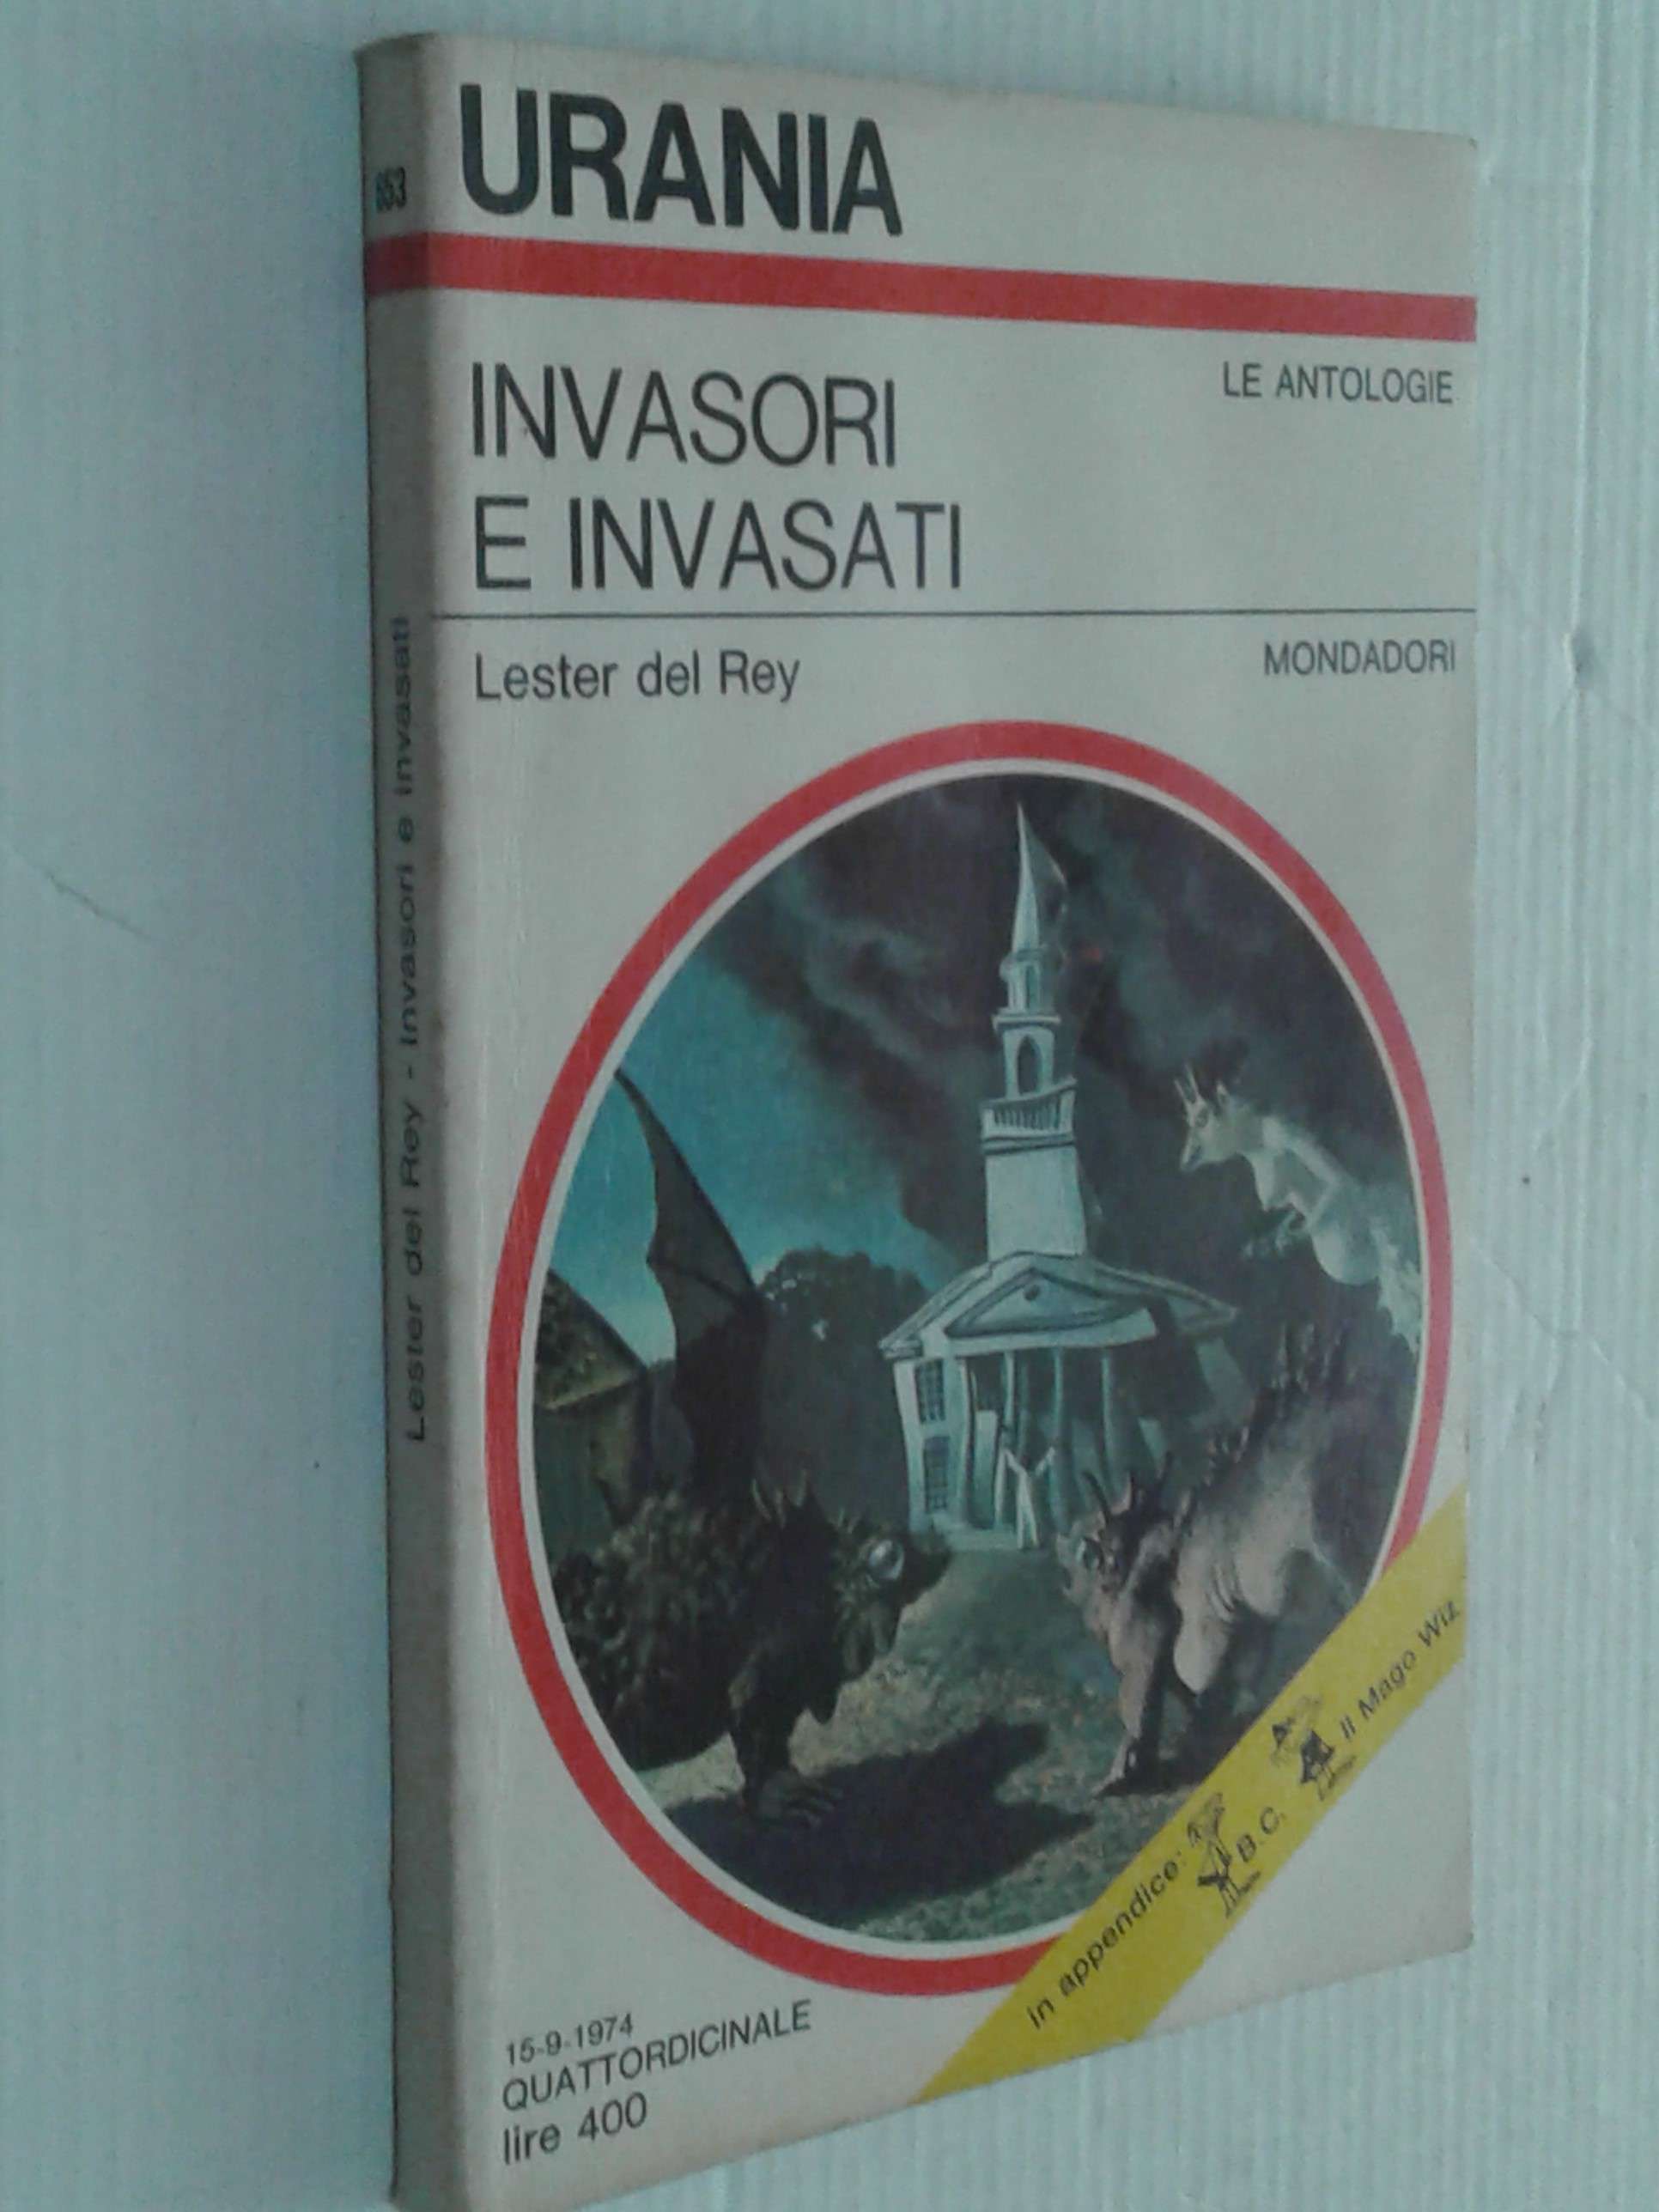 URANIA
653
INVASORI
E INVASATI
LE ANTOLOGIE
Lester del Rey
MONDADORI
Lester del Rey - Invasori e invasati
in appendice: B.C. Il Mago Wiz
15-9-1974
QUATTORDICINALE
lire 400